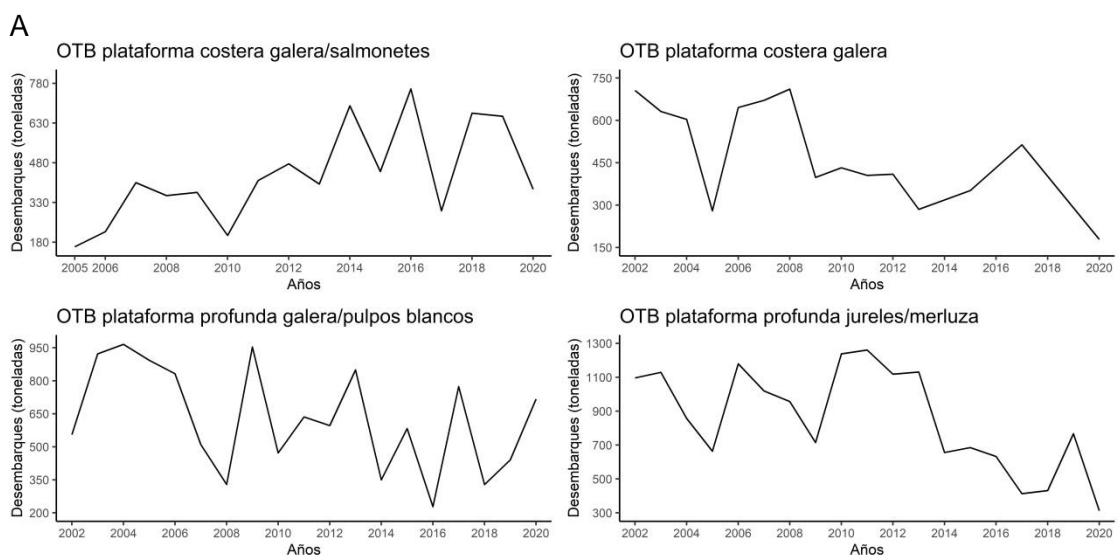 A
OTB plataforma costera galera/salmonetes
Desembarques (toneladas)
780
630
480
330
180
2005 2006 2008 2010 2012 2014 2016 2018 2020
Años
OTB plataforma costera galera
Desembarques (toneladas)
750
600
450
300
150
2002 2004 2006 2008 2010 2012 2014 2016 2018 2020
Años
OTB plataforma profunda galera/pulpos blancos
Desembarques (toneladas)
950
800
650
500
350
200
2002 2004 2006 2008 2010 2012 2014 2016 2018 2020
Años
OTB plataforma profunda jureles/merluza
Desembarques (toneladas)
1300
1100
900
700
500
300
2002 2004 2006 2008 2010 2012 2014 2016 2018 2020
Años